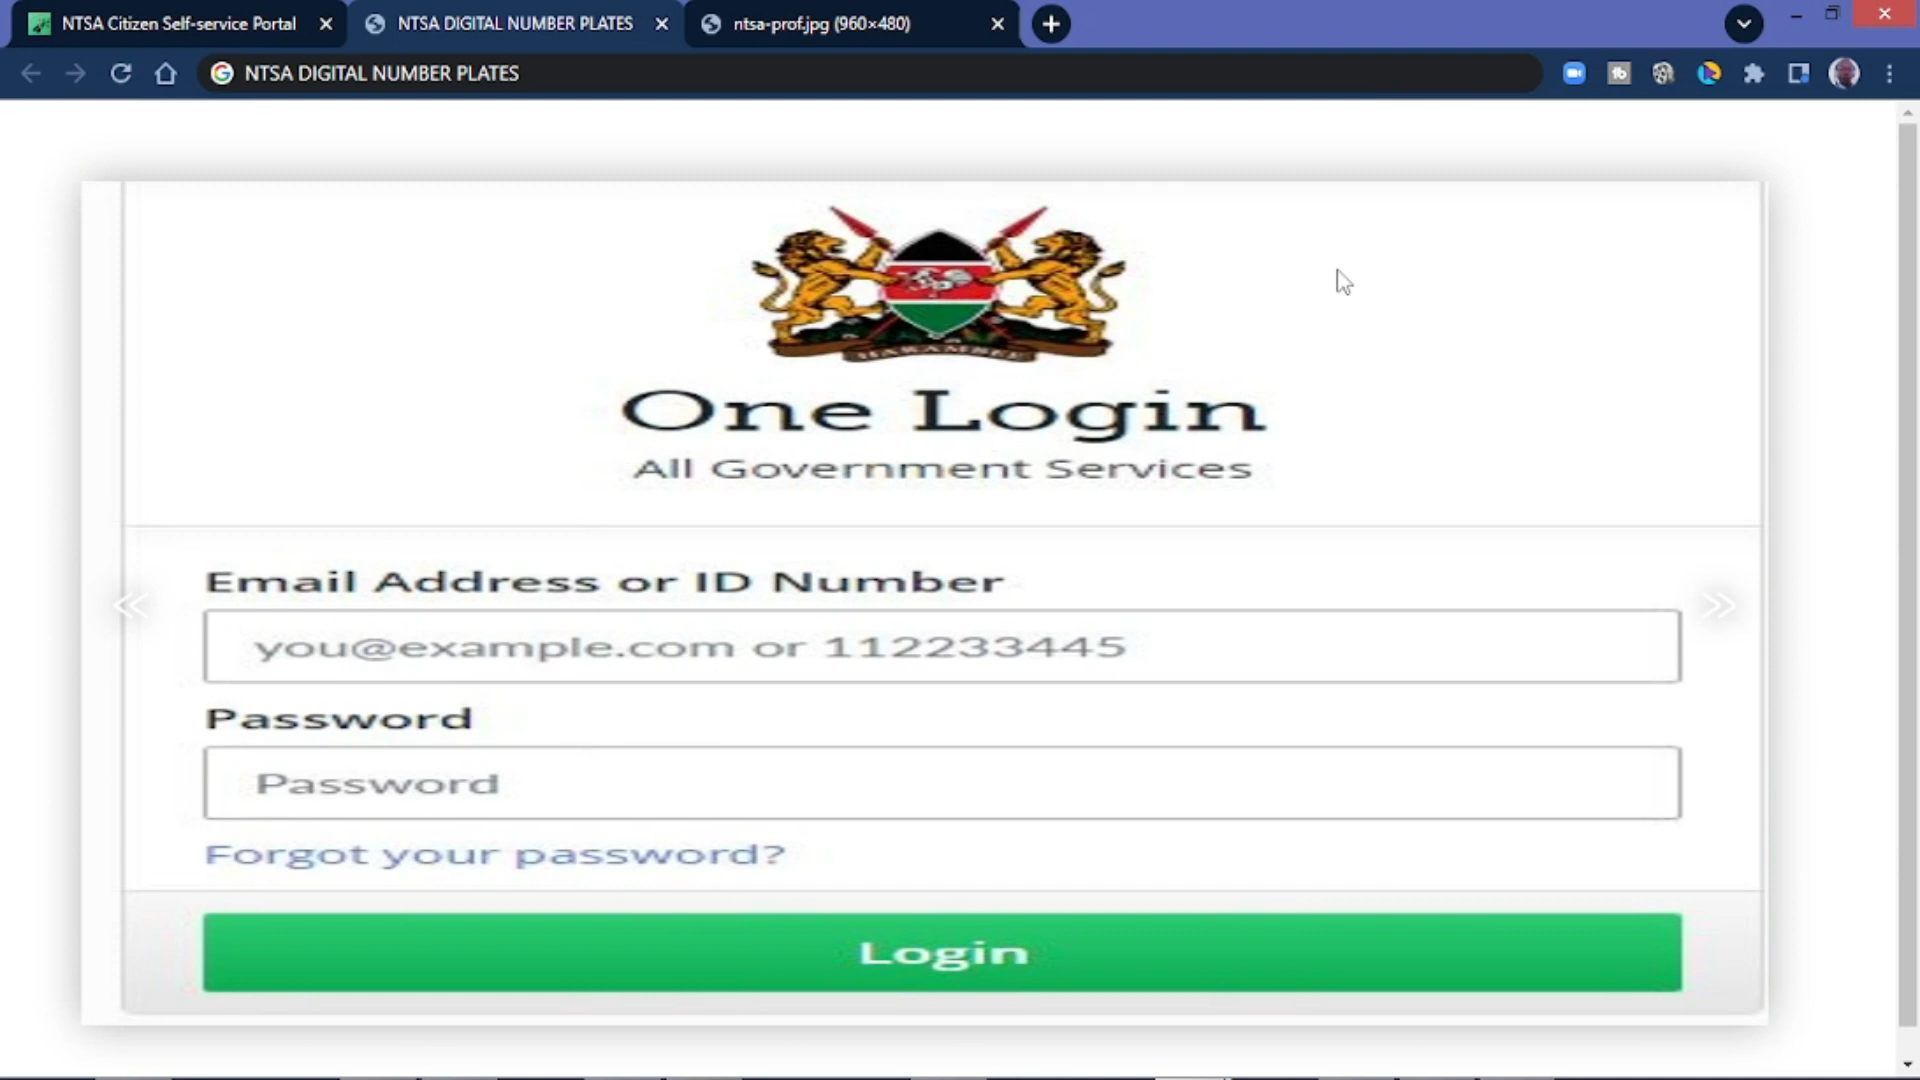 NTSA Citizen Self-service Portal
NTSA DIGITAL NUMBER PLATES
ntsa-prof.jpg (960×480)
NTSA DIGITAL NUMBER PLATES
HARAMBEE
One Login
All Government Services
Email Address or ID Number
you@example.com or 112233445
Password
Password
Forgot your password?
Login